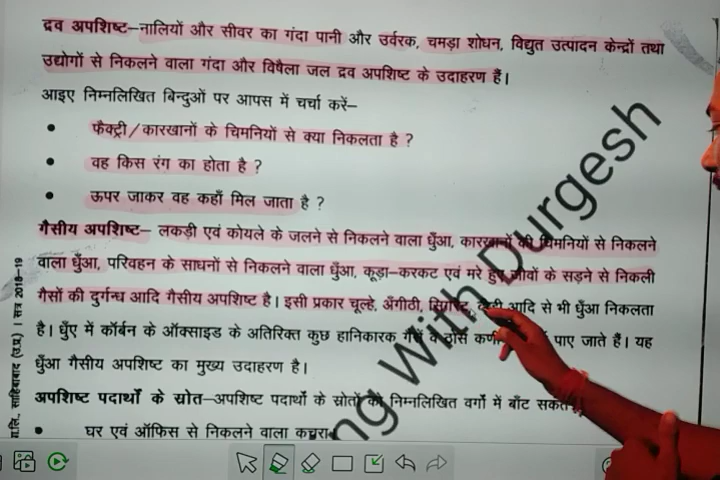 द्रव अपशिष्ट–नालियों और सीवर का गंदा पानी और उर्वरक, चमड़ा शोधन, विद्युत उत्पादन केन्द्रों तथा
उद्योगों से निकलने वाला गंदा और विषैला जल द्रव अपशिष्ट के उदाहरण हैं।
आइए निम्नलिखित बिन्दुओं पर आपस में चर्चा करें–
• फैक्ट्री/कारखानों के चिमनियों से क्या निकलता है ?
• वह किस रंग का होता है ?
• ऊपर जाकर वह कहाँ मिल जाता है ?
गैसीय अपशिष्ट– लकड़ी एवं कोयले के जलने से निकलने वाला धुँआ, कारखानों की चिमनियों से निकलने
वाला धुँआ, परिवहन के साधनों से निकलने वाला धुँआ, कूड़ा–करकट एवं मरे हुए जीवों के सड़ने से निकली
गैसों की दुर्गन्ध आदि गैसीय अपशिष्ट है। इसी प्रकार चूल्हे, अँगीठी, सिगरेट, आदि से भी धुँआ निकलता
है। धुँए में कॉर्बन के ऑक्साइड के अतिरिक्त कुछ हानिकारक गैसें व ठोस पाए जाते हैं। यह
धुँआ गैसीय अपशिष्ट का मुख्य उदाहरण है।
अपशिष्ट पदार्थों के स्रोत–अपशिष्ट पदार्थों के स्रोतों को निम्नलिखित वर्गों में बाँट सकते
• घर एवं ऑफिस से निकलने वाला कचरा
ng With Durgesh
लि., साहिबाबाद (उ.प्र.) । सत्र 2018–19